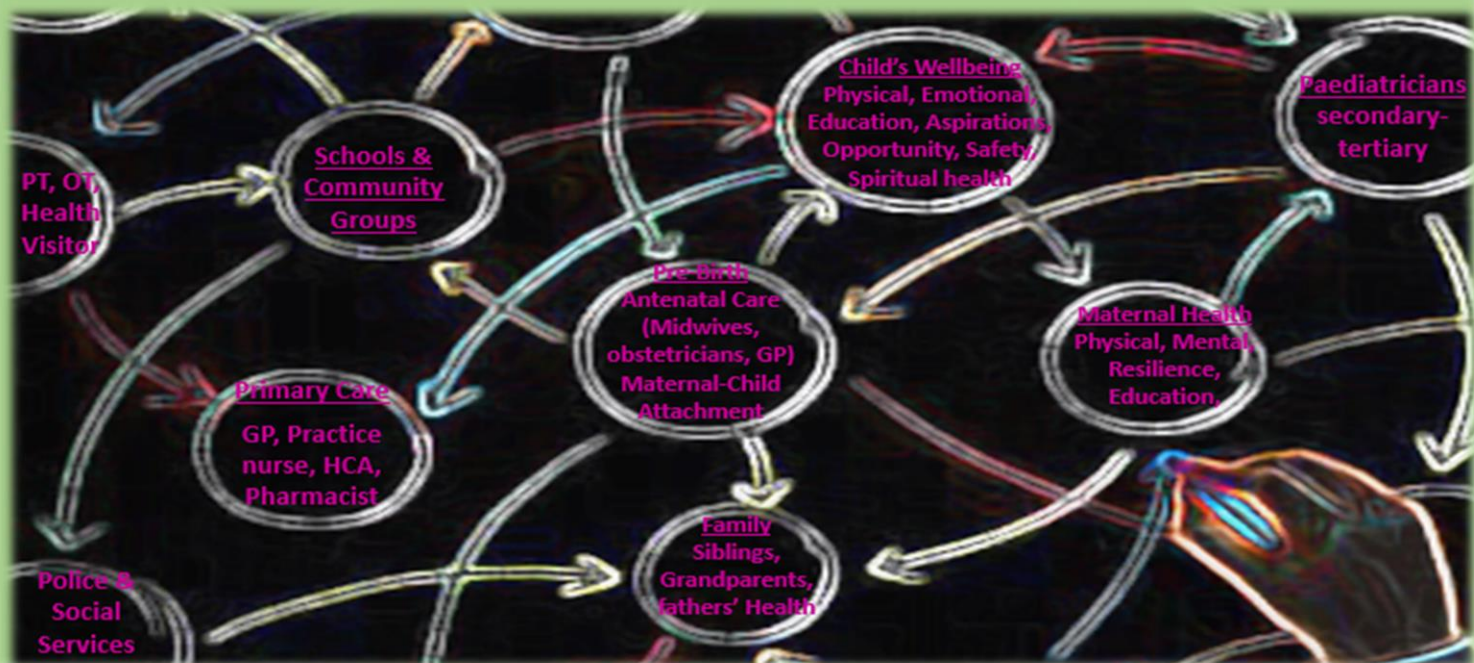 Child's Wellbeing
Physical, Emotional,
Education, Aspirations,
Opportunity, Safety,
Spiritual health
Paediatricians
secondary-
tertiary
Schools &
Community
Groups
PT, OT,
Health
Visitor
Pre Birth
Antenatal Care
(Midwives,
obstetricians, GP)
Maternal-Child
Attachment
Maternal Health
Physical, Mental,
Resilience,
Education,
Primary Care
GP, Practice
nurse, HCA,
Pharmacist
Family
Siblings,
Grandparents,
fathers' Health
Police &
Social
Services